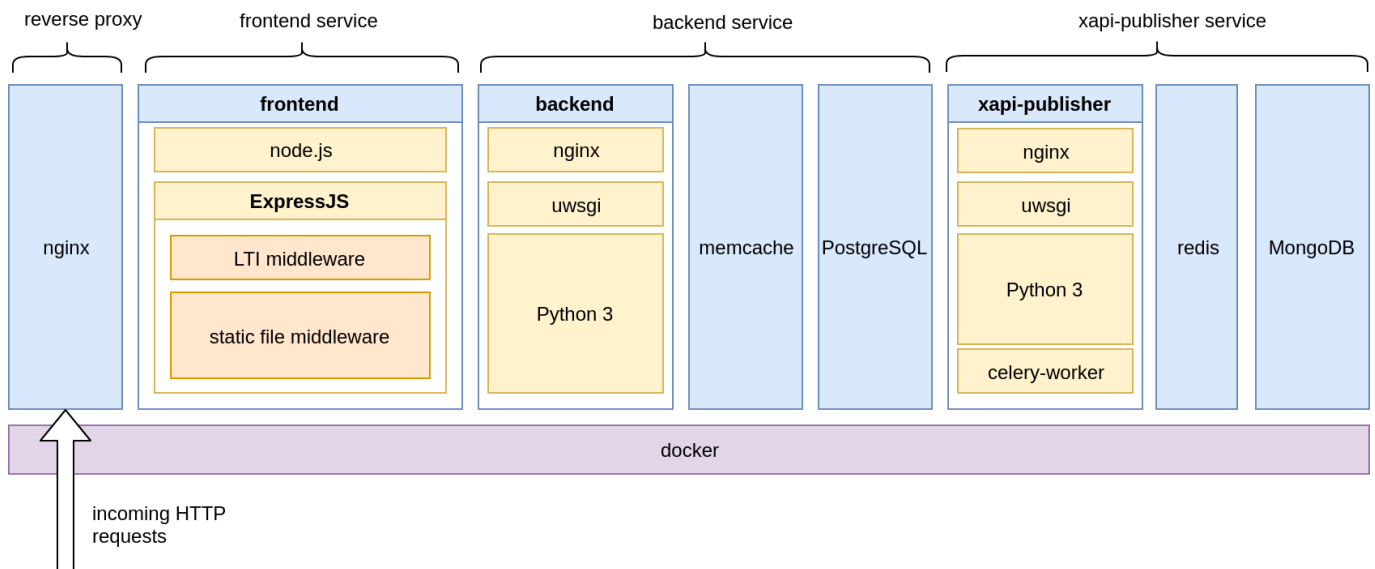 reverse proxy
frontend service
backend service
xapi-publisher service
nginx
frontend
node.js
ExpressJS
LTI middleware
static file middleware
backend
nginx
uwsgi
Python 3
memcache
PostgreSQL
xapi-publisher
nginx
uwsgi
Python 3
celery-worker
redis
MongoDB
docker
incoming HTTP
requests